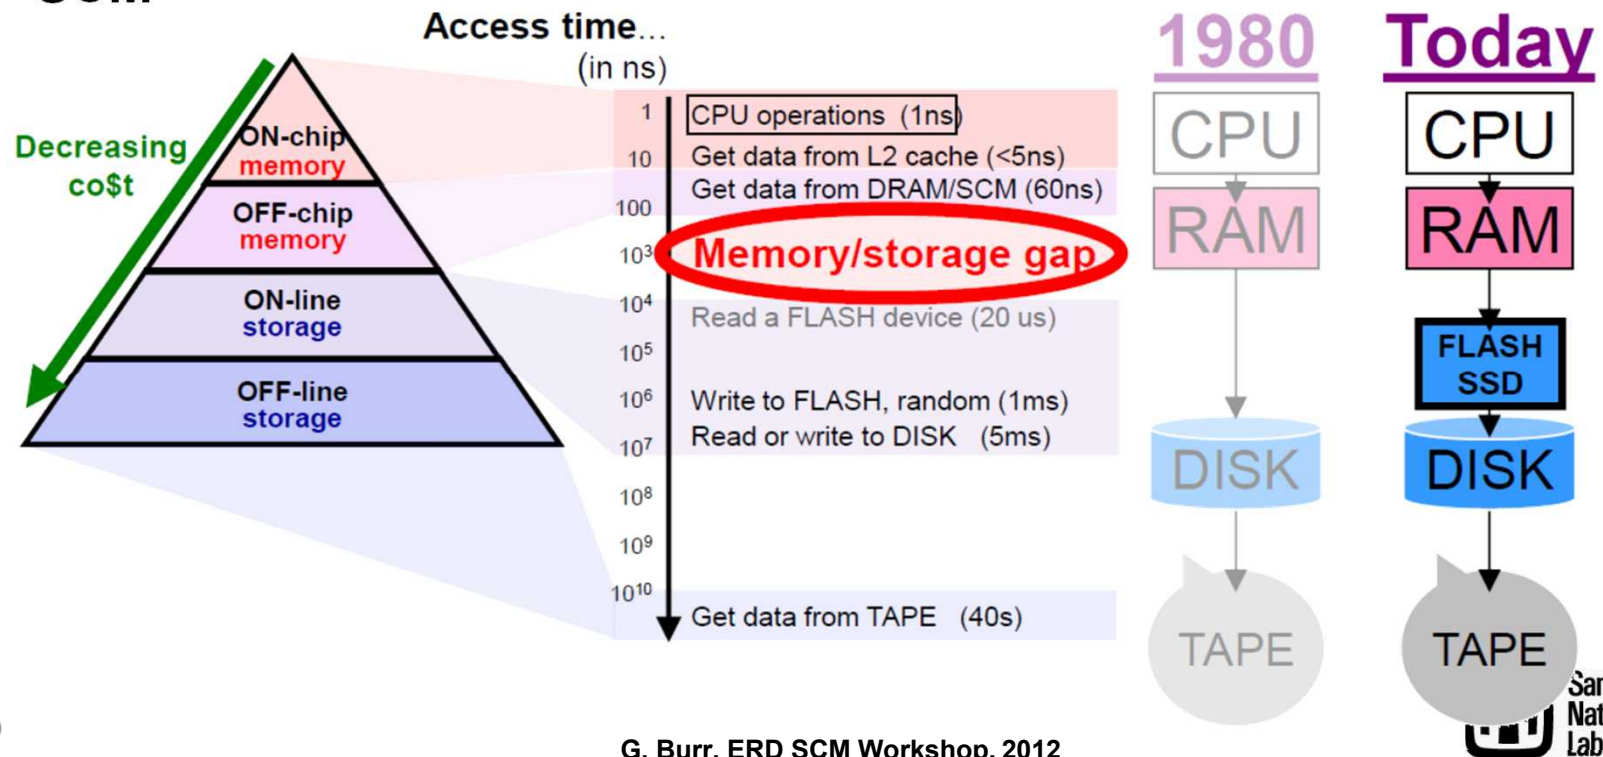 Access time...
(in ns)
Decreasing
co$t
ON-chip
memory
OFF-chip
memory
ON-line
storage
OFF-line
storage
1
10
100
10³
10⁴
10⁵
10⁶
10⁷
10⁸
10⁹
10¹⁰
CPU operations (1ns)
Get data from L2 cache (<5ns)
Get data from DRAM/SCM (60ns)
Memory/storage gap
Read a FLASH device (20 us)
Write to FLASH, random (1ms)
Read or write to DISK (5ms)
Get data from TAPE (40s)
1980
CPU
RAM
DISK
TAPE
Today
CPU
RAM
FLASH
SSD
DISK
TAPE
G. Burr, ERD SCM Workshop, 2012